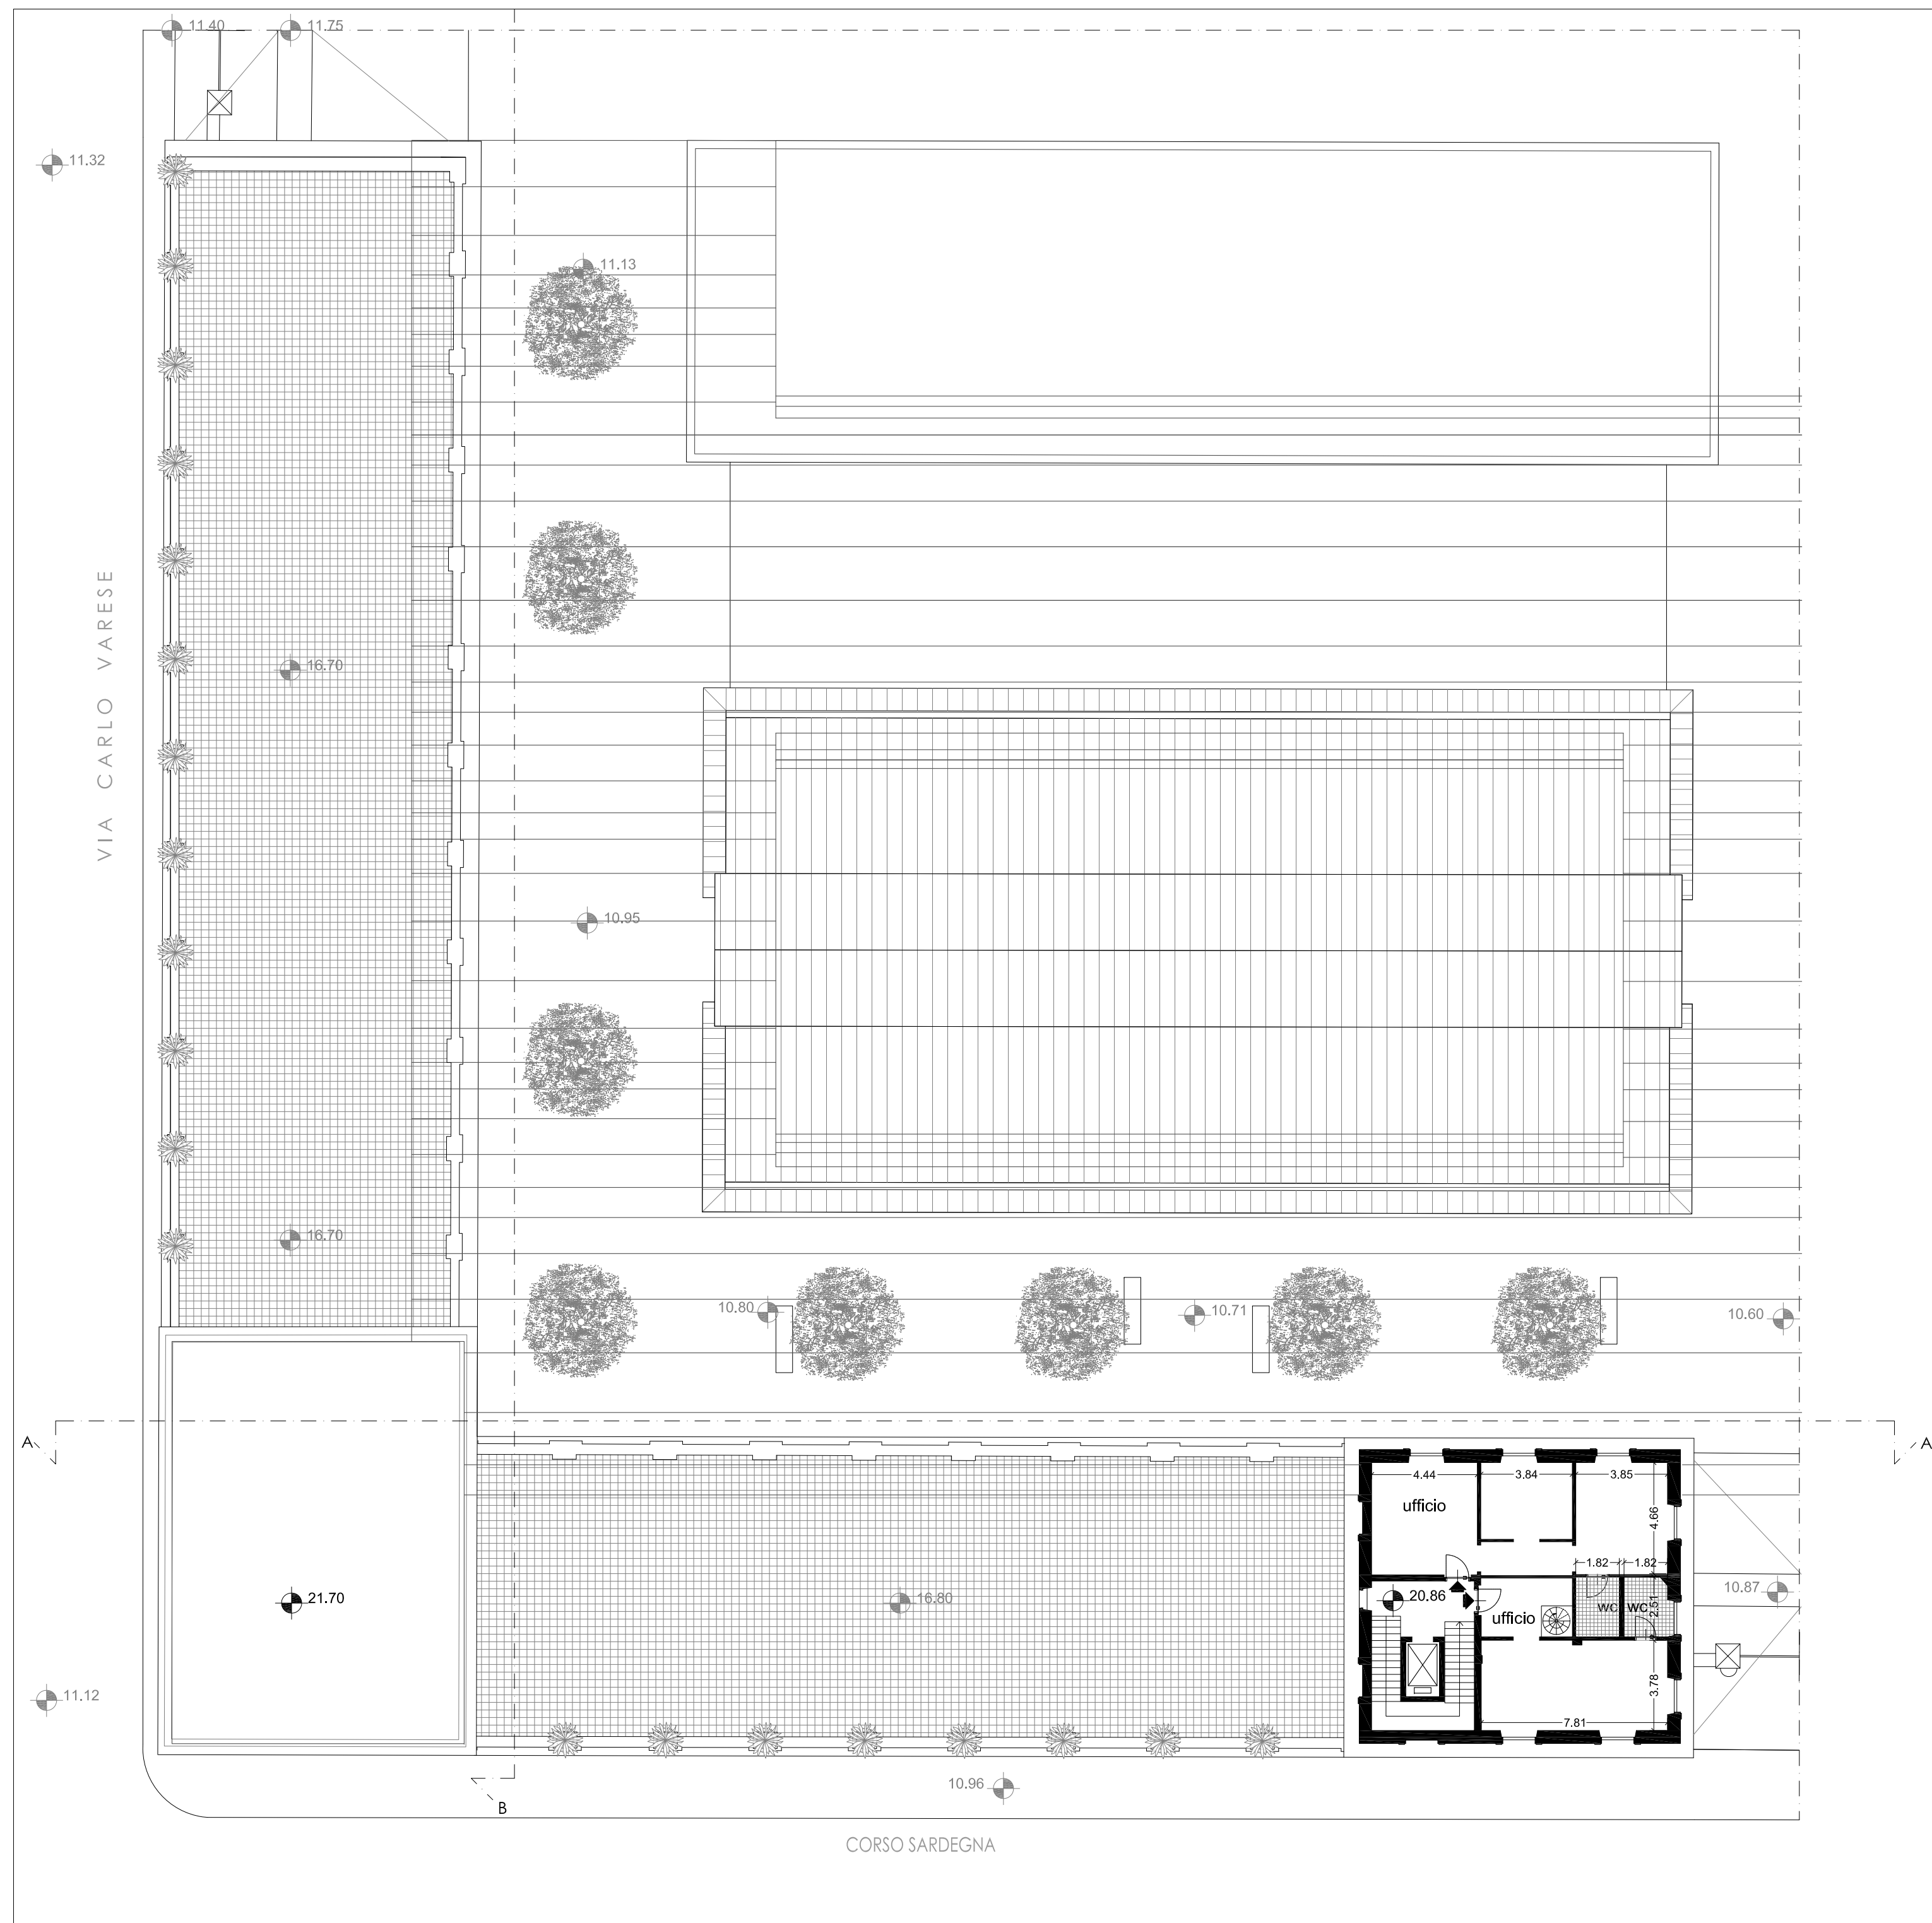 11.40
11.75
11.32
11.13
VIA CARLO VARESE
16.70
10.95
16.70
10.80
10.71
10.60
A
A
4.44
3.84
3.85
ufficio
4.66
1.82
1.82
21.70
16.80
20.86
10.87
ufficio
wc
wc
2.51
11.12
3.78
7.81
10.96
B
CORSO SARDEGNA